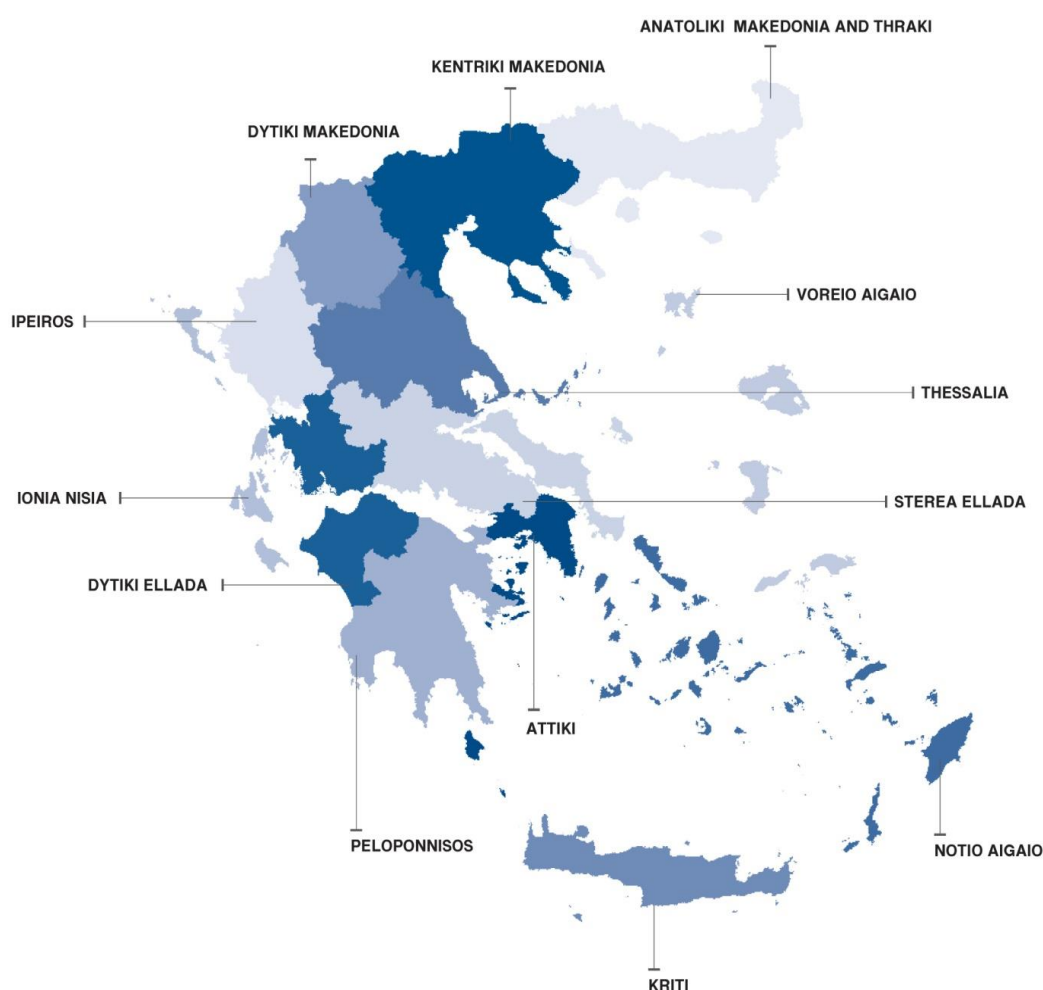 ANATOLIKI MAKEDONIA AND THRAKI
KENTRIKI MAKEDONIA
DYTIKI MAKEDONIA
VOREIO AIGAIO
IPEIROS
THESSALIA
IONIA NISIA
STEREA ELLADA
DYTIKI ELLADA
ATTIKI
PELOPONNISOS
NOTIO AIGAIO
KRITI